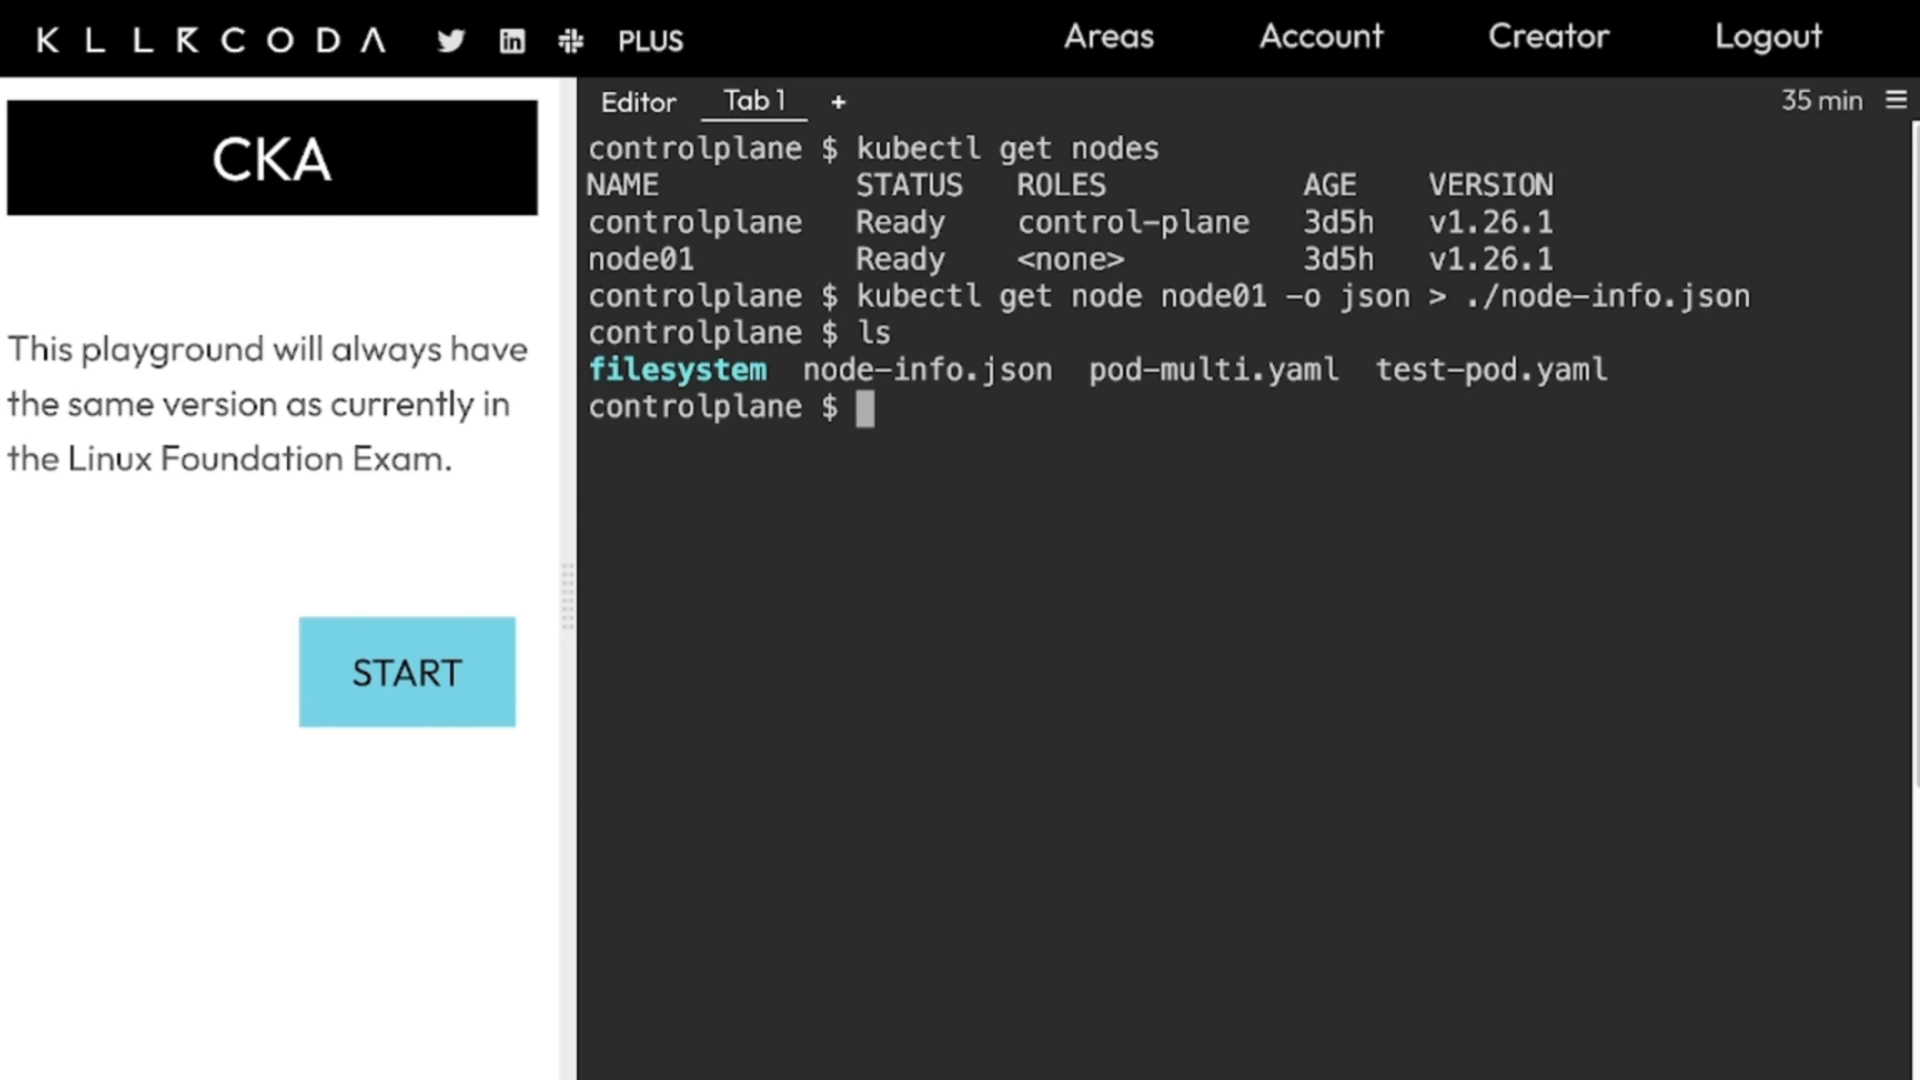 KLLRCODA PLUS Areas Account Creator Logout
CKA
This playground will always have
the same version as currently in
the Linux Foundation Exam.
START
Editor Tab 1 + 35 min
controlplane $ kubectl get nodes
NAME STATUS ROLES AGE VERSION
controlplane Ready control-plane 3d5h v1.26.1
node01 Ready <none> 3d5h v1.26.1
controlplane $ kubectl get node node01 -o json > ./node-info.json
controlplane $ ls
filesystem node-info.json pod-multi.yaml test-pod.yaml
controlplane $